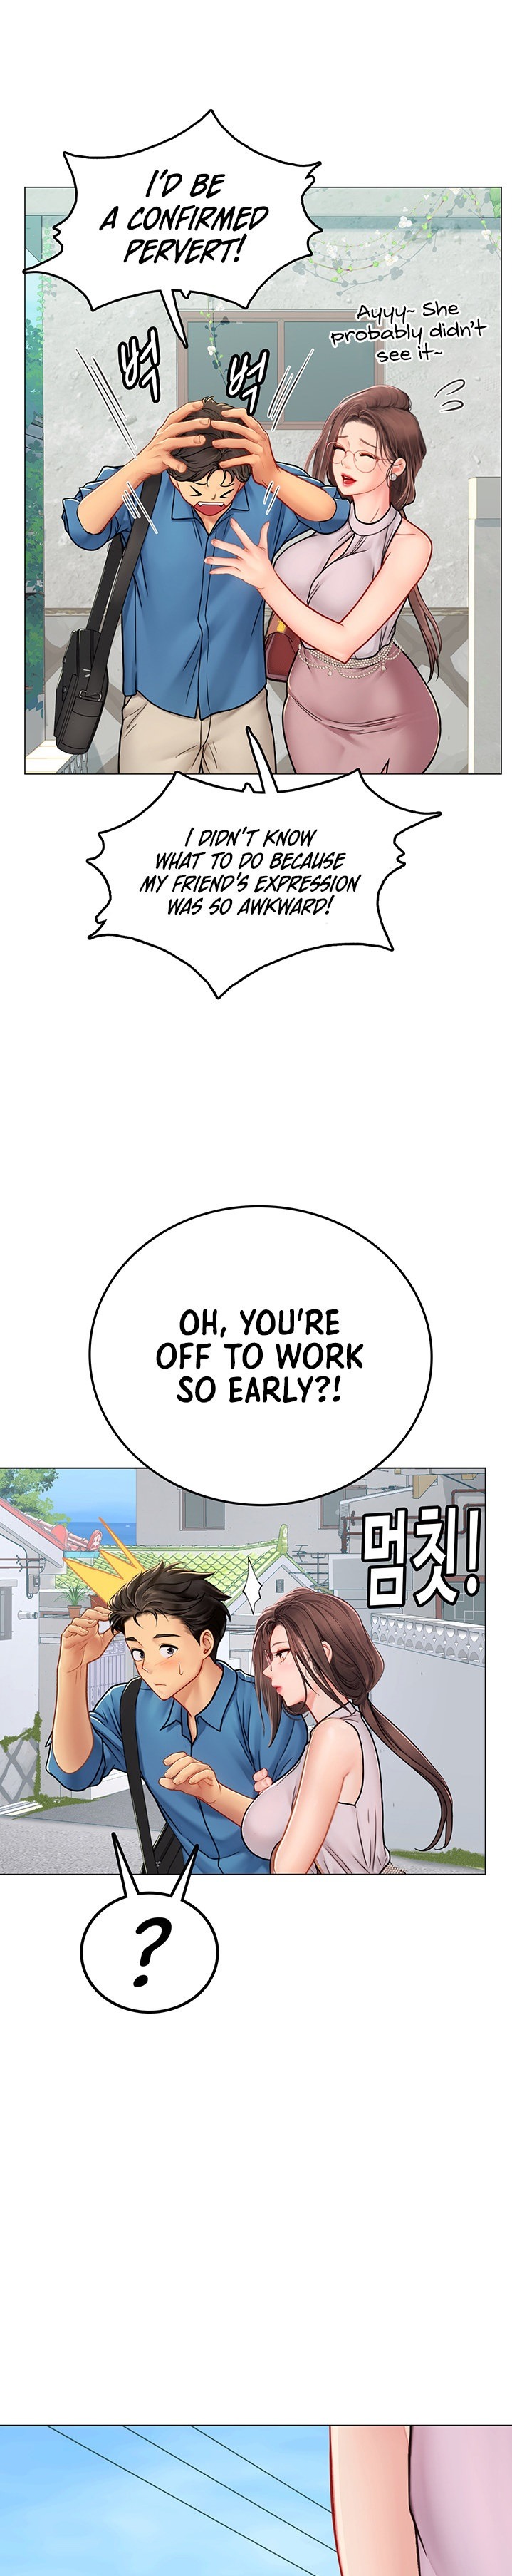 I'D BE
A CONFIRMED
PERVERT!
Ayyy~ She
probably didn't
see it~
벅
벅
I DIDN'T KNOW
WHAT TO DO BECAUSE
MY FRIEND'S EXPRESSION
WAS SO AWKWARD!
OH, YOU'RE
OFF TO WORK
SO EARLY?!
멈칫!
?